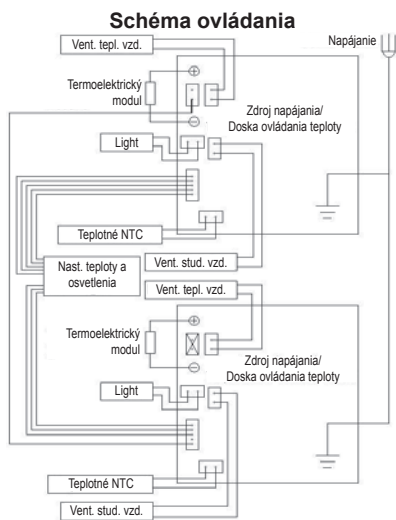 Schéma ovládania
Vent. tepl. vzd.
Napájanie
Termoelektrický
modul
Zdroj napájania/
Doska ovládania teploty
Light
Teplotné NTC
Nast. teploty a
osvetlenia
Vent. stud. vzd.
Vent. tepl. vzd.
Termoelektrický
modul
Zdroj napájania/
Doska ovládania teploty
Light
Teplotné NTC
Vent. stud. vzd.